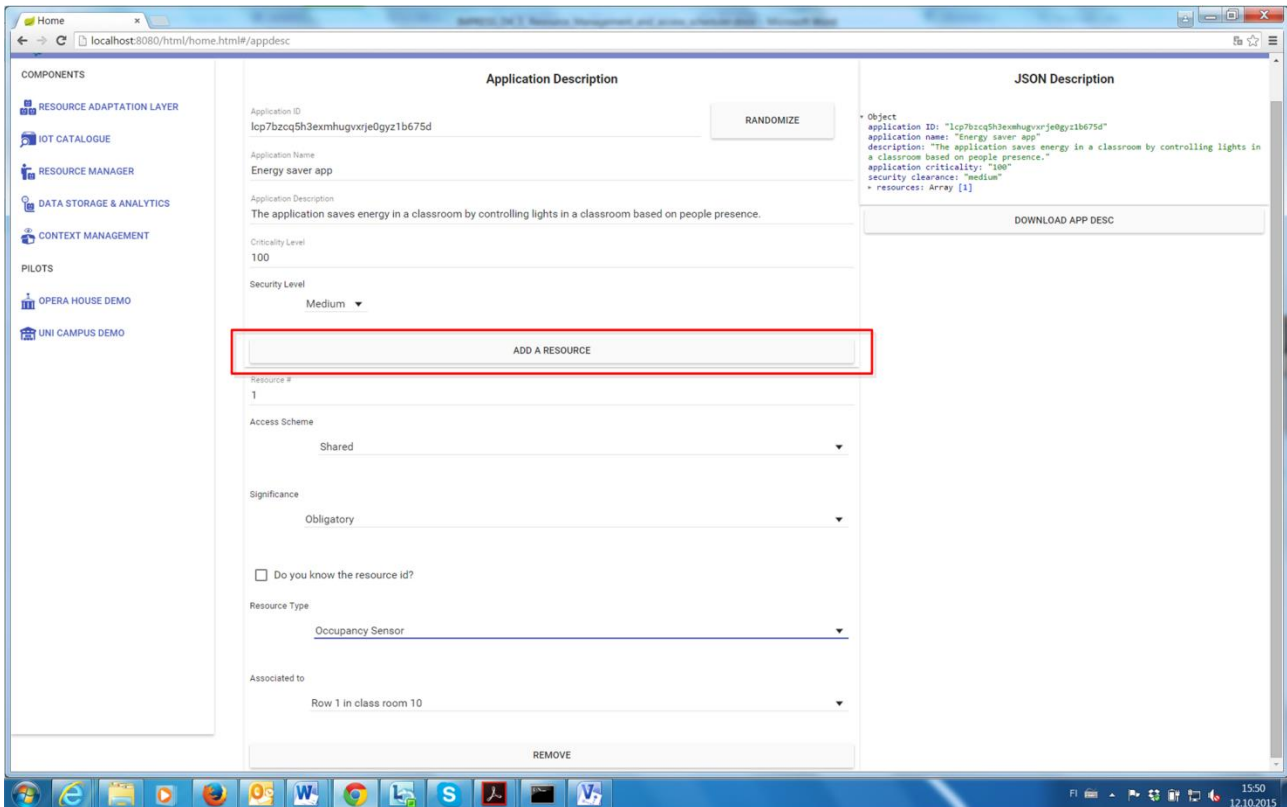 Home
IMPRESS_D4.3_Resource_Management_and_access_scheduler.docx - Microsoft Word
localhost:8080/html/home.html#/appdesc
COMPONENTS
RESOURCE ADAPTATION LAYER
IOT CATALOGUE
RESOURCE MANAGER
DATA STORAGE & ANALYTICS
CONTEXT MANAGEMENT
PILOTS
OPERA HOUSE DEMO
UNI CAMPUS DEMO
Application Description
Application ID
lcp7bzcq5h3exmhugvxrje0gyz1b675d
RANDOMIZE
Application Name
Energy saver app
Application Description
The application saves energy in a classroom by controlling lights in a classroom based on people presence.
Criticality Level
100
Security Level
Medium
ADD A RESOURCE
Resource #
1
Access Scheme
Shared
Significance
Obligatory
Do you know the resource id?
Resource Type
Occupancy Sensor
Associated to
Row 1 in class room 10
REMOVE
JSON Description
Object
application ID: "lcp7bzcq5h3exmhugvxrje0gyz1b675d"
application name: "Energy saver app"
description: "The application saves energy in a classroom by controlling lights in
a classroom based on people presence."
application criticality: "100"
security clearance: "medium"
resources: Array [1]
DOWNLOAD APP DESC
FI
15:50
12.10.2015